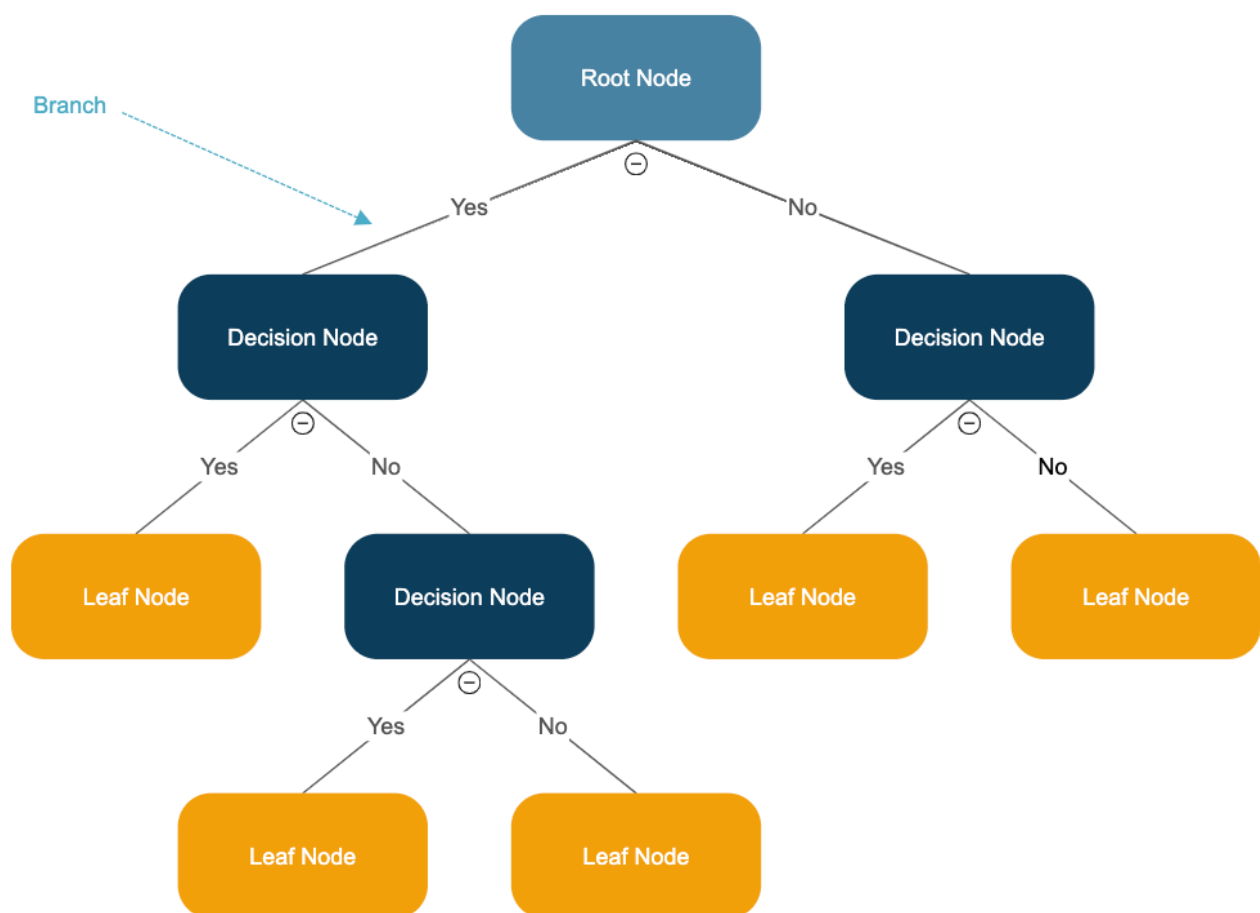 Root Node
Branch
Yes
No
Decision Node
Decision Node
Yes
No
Yes
No
Leaf Node
Decision Node
Leaf Node
Leaf Node
Yes
No
Leaf Node
Leaf Node